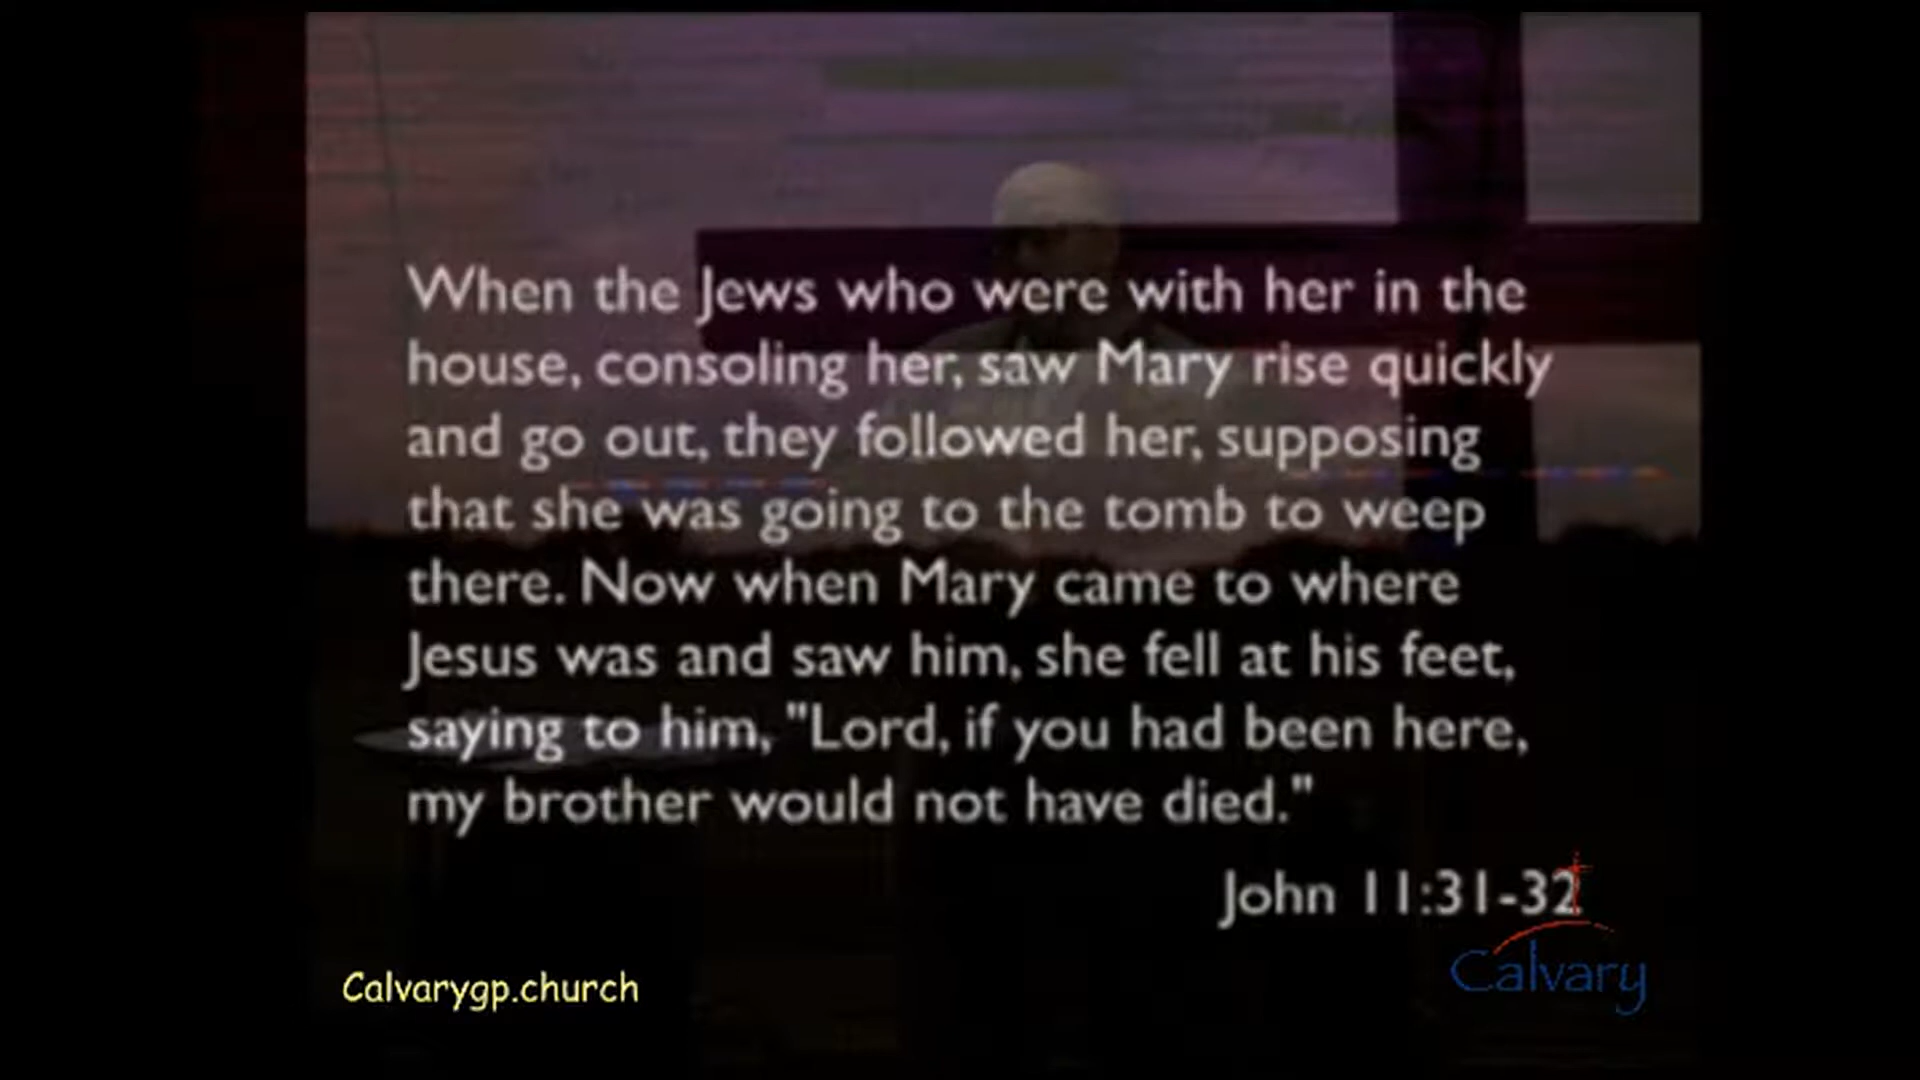 When the Jews who were with her in the
house, consoling her, saw Mary rise quickly
and go out, they followed her, supposing
that she was going to the tomb to weep
there. Now when Mary came to where
Jesus was and saw him, she fell at his feet,
saying to him, "Lord, if you had been here,
my brother would not have died."
John 11:31-32
Calvarygp.church
Calvary